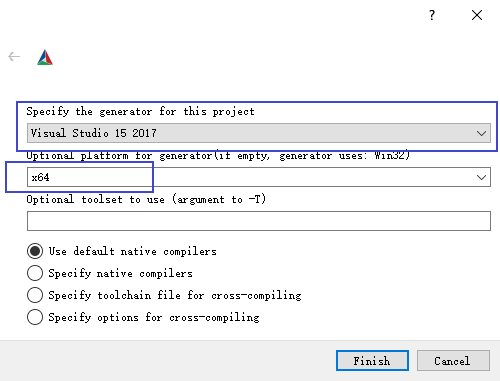 ?
Specify the generator for this project
Visual Studio 15 2017
Optional platform for generator(if empty, generator uses: Win32)
x64
Optional toolset to use (argument to -T)
Use default native compilers
Specify native compilers
Specify toolchain file for cross-compiling
Specify options for cross-compiling
Finish
Cancel